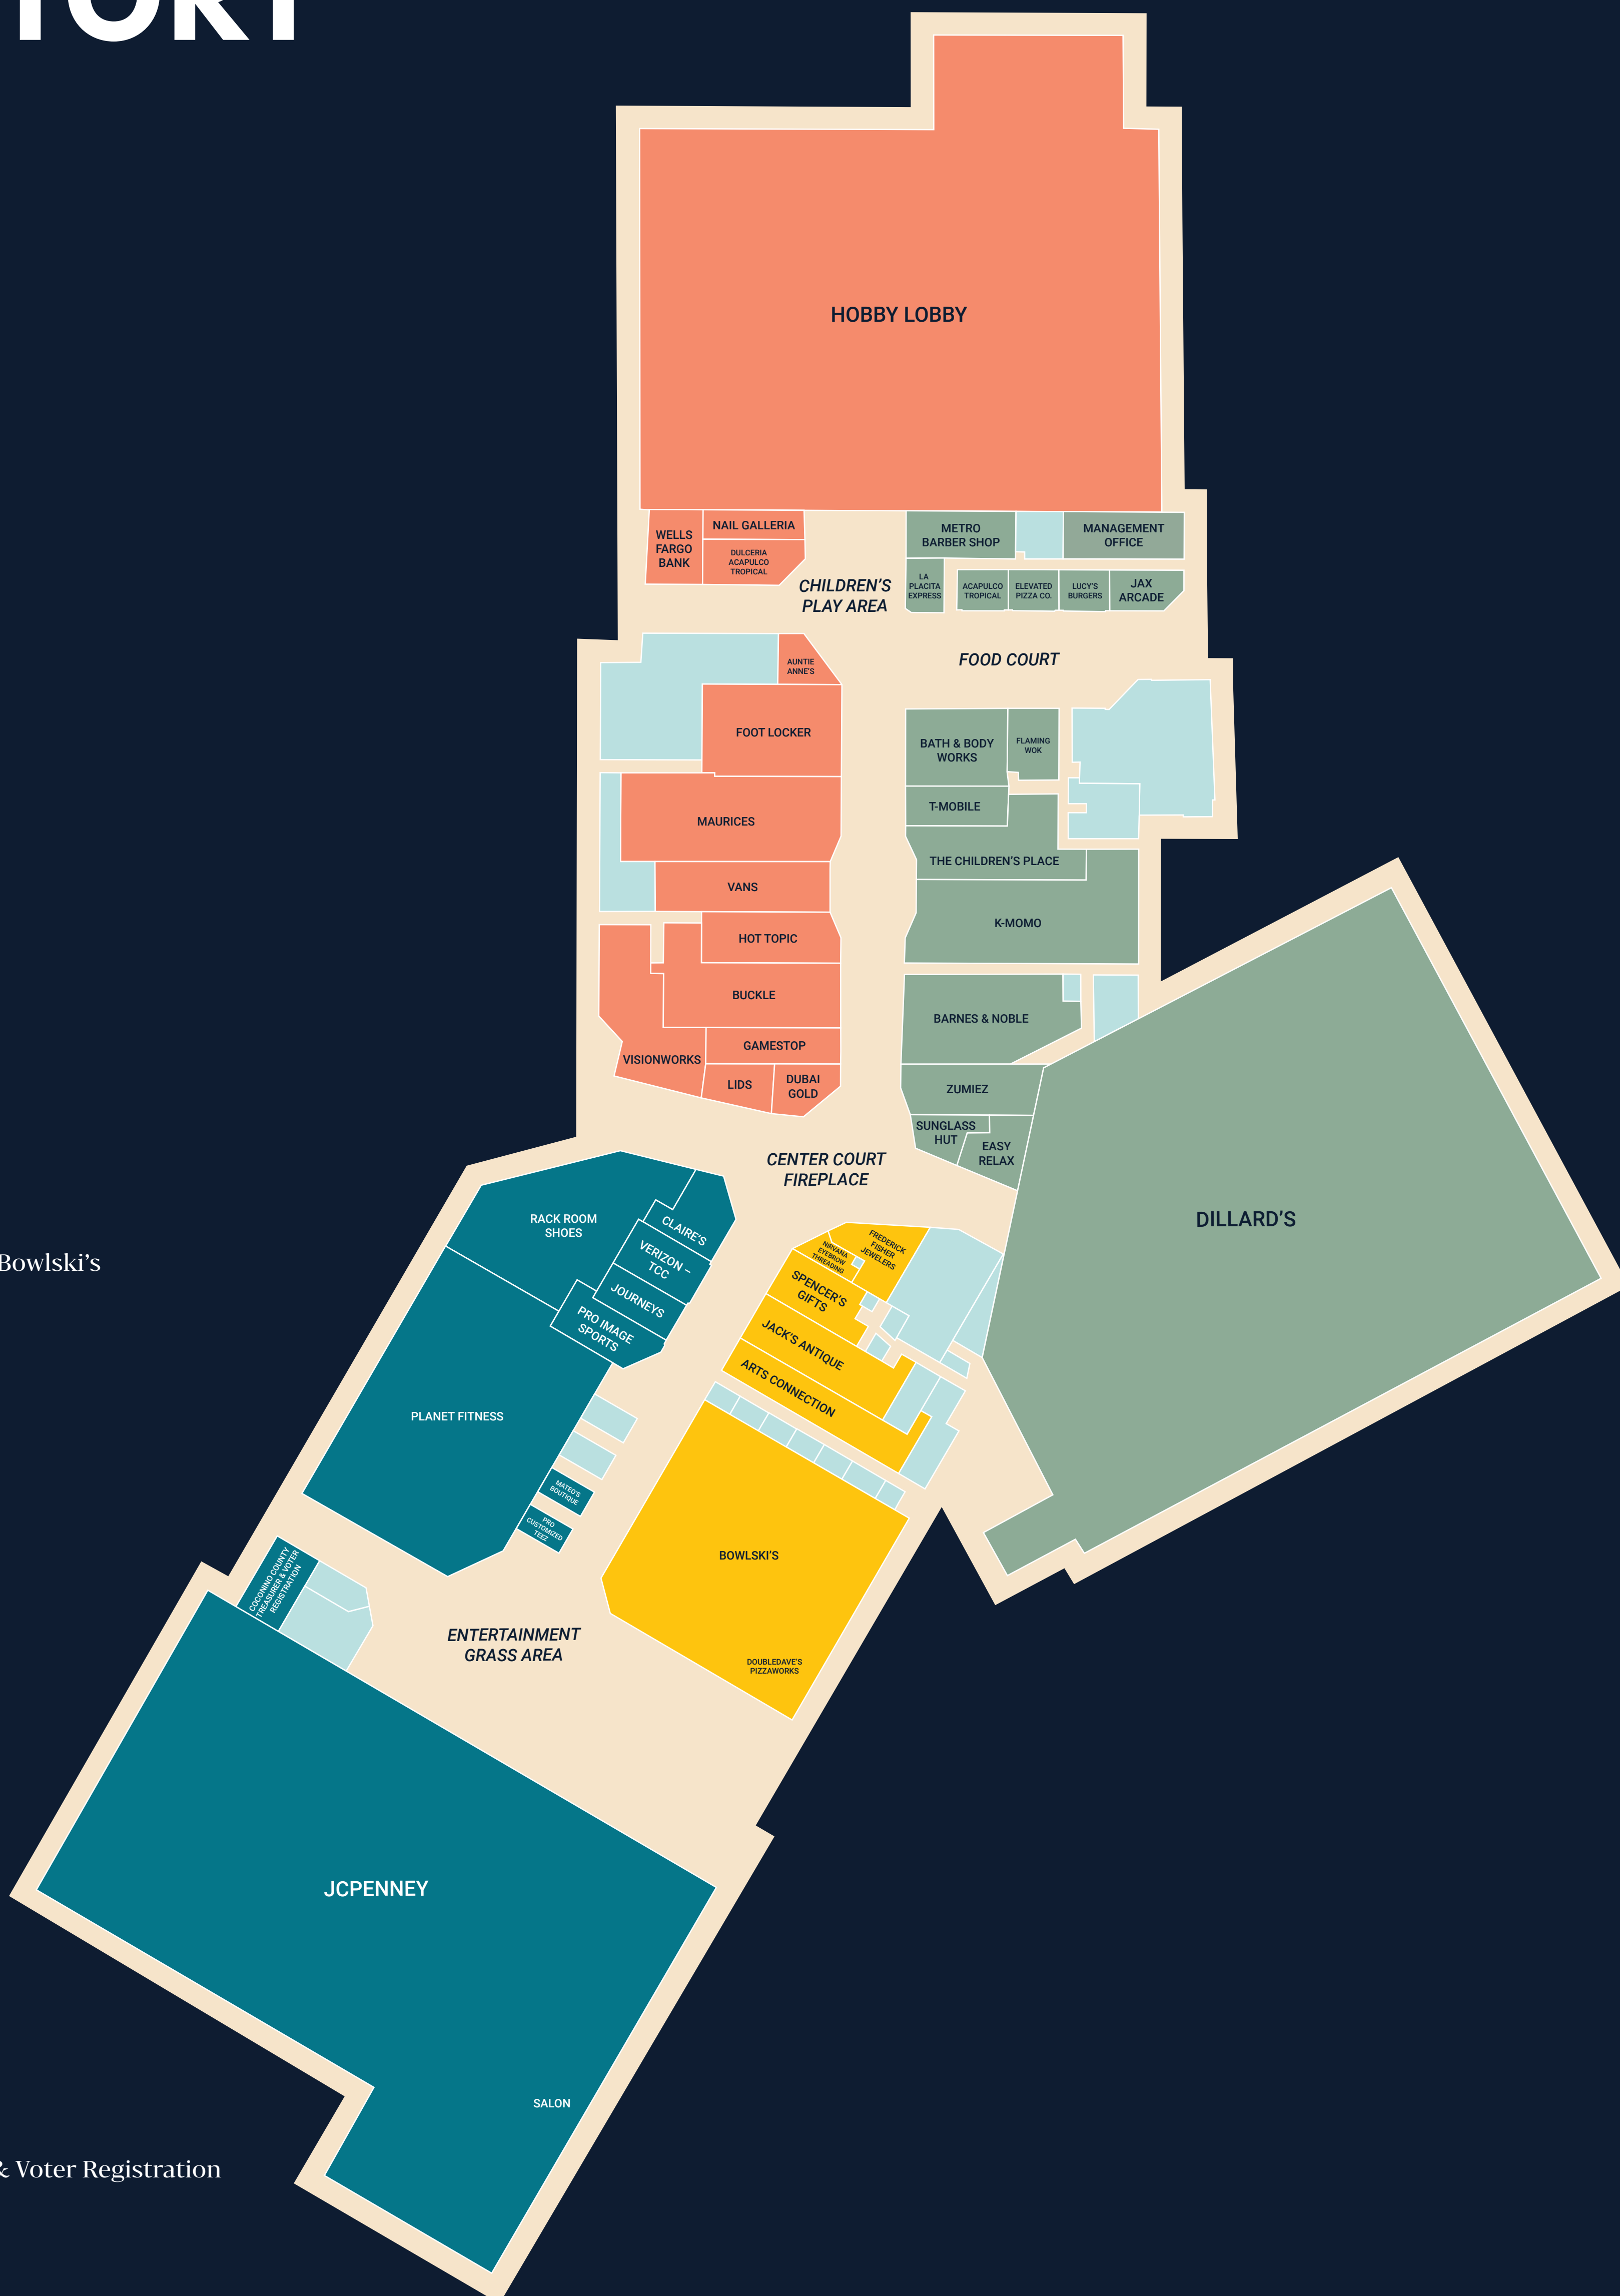 HOBBY LOBBY
WELLS
FARGO
BANK
NAIL GALLERIA
DULCERIA
ACAPULCO
TROPICAL
METRO
BARBER SHOP
MANAGEMENT
OFFICE
CHILDREN'S
PLAY AREA
LA
PLACITA
EXPRESS
ACAPULCO
TROPICAL
ELEVATED
PIZZA CO.
LUCY'S
BURGERS
JAX
ARCADE
FOOD COURT
AUNTIE
ANNE'S
FOOT LOCKER
BATH & BODY
WORKS
FLAMING
WOK
T-MOBILE
MAURICES
THE CHILDREN'S PLACE
VANS
K-MOMO
HOT TOPIC
BUCKLE
BARNES & NOBLE
GAMESTOP
VISIONWORKS
LIDS
DUBAI
GOLD
ZUMIEZ
SUNGLASS
HUT
EASY
RELAX
CENTER COURT
FIREPLACE
DILLARD'S
RACK ROOM
SHOES
CLAIRE'S
VERIZON –
TCC
JOURNEYS
PRO IMAGE
SPORTS
FREDERICK
FISHER
JEWELERS
NIRVANA
EYEBROW
THREADING
SPENCER'S
GIFTS
JACK'S ANTIQUE
ARTS CONNECTION
Bowlski's
PLANET FITNESS
MATEO'S
BOUTIQUE
PRO
CUSTOMIZED
TEEZ
BOWLSKI'S
COCONINO COUNTY
TREASURER & VOTER
REGISTRATION
ENTERTAINMENT
GRASS AREA
DOUBLEDAVE'S
PIZZAWORKS
JCPENNEY
SALON
& Voter Registration